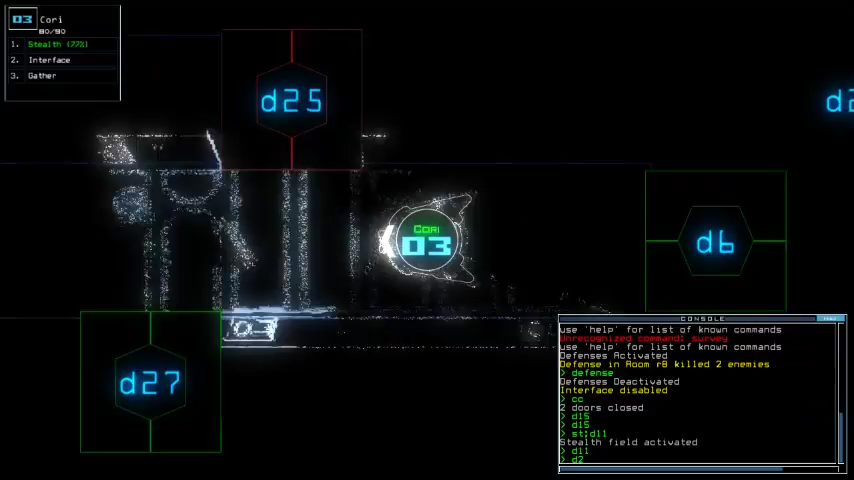 03 Cori
80/80
1. Stealth (77%)
2. Interface
3. Gather
d25
d2
CORI
03
d6
d27
CONSOLE
use 'help' for list of known commands
Unrecognized command: survey
use 'help' for list of known commands
Defenses Activated
Defense in Room r8 killed 2 enemies
> defense
Defenses Deactivated
Interface disabled
> cc
2 doors closed
> d15
> d15
> st;d11
Stealth field activated
> d11
> d2